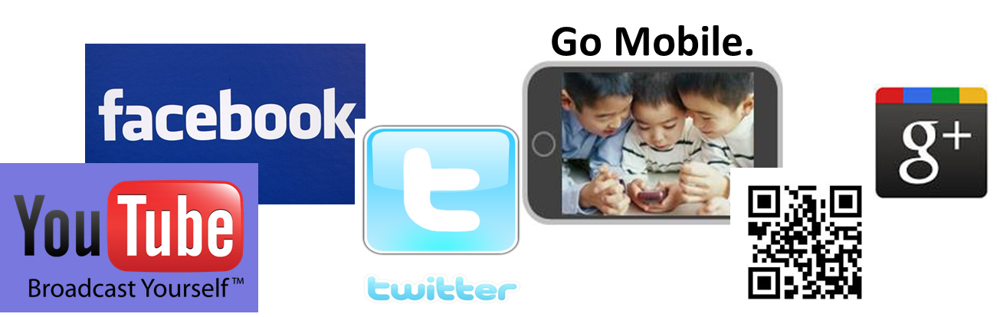 Go Mobile.
facebook
g+
t
YouTube
Broadcast Yourself™
twitter